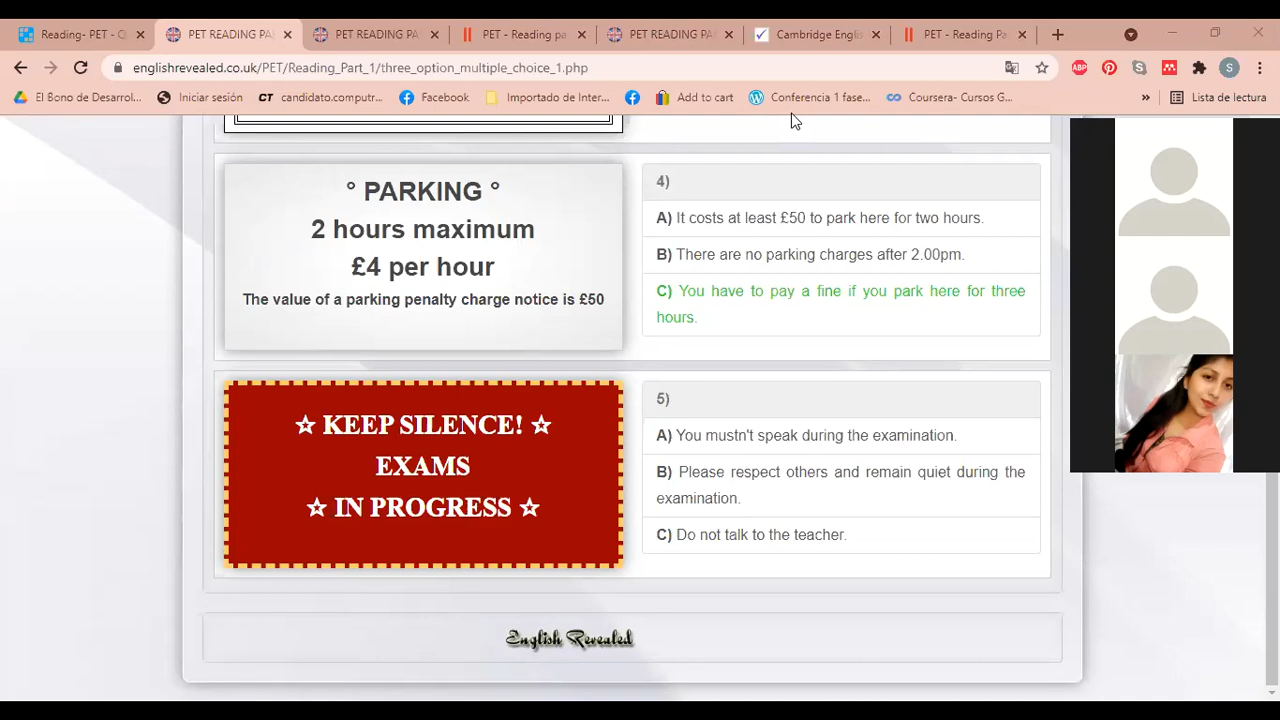 Reading- PET - Q
PET READING PA
PET READING PA
PET - Reading pa
PET READING PA
Cambridge Engli
PET - Reading Pa
englishrevealed.co.uk/PET/Reading_Part_1/three_option_multiple_choice_1.php
ABP
S
El Bono de Desarrol...
Iniciar sesión
CT candidato.computr...
Facebook
Importado de Inter...
Add to cart
Conferencia 1 fase...
Coursera- Cursos G...
»
Lista de lectura
° PARKING °
2 hours maximum
£4 per hour
The value of a parking penalty charge notice is £50
4)
A) It costs at least £50 to park here for two hours.
B) There are no parking charges after 2.00pm.
C) You have to pay a fine if you park here for three
hours.
☆ KEEP SILENCE! ☆
EXAMS
☆ IN PROGRESS ☆
5)
A) You mustn't speak during the examination.
B) Please respect others and remain quiet during the
examination.
C) Do not talk to the teacher.
English Revealed